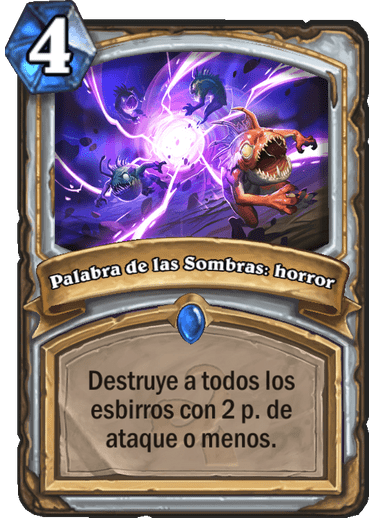 4
Palabra de las Sombras: horror
Destruye a todos los
esbirros con 2 p. de
ataque o menos.